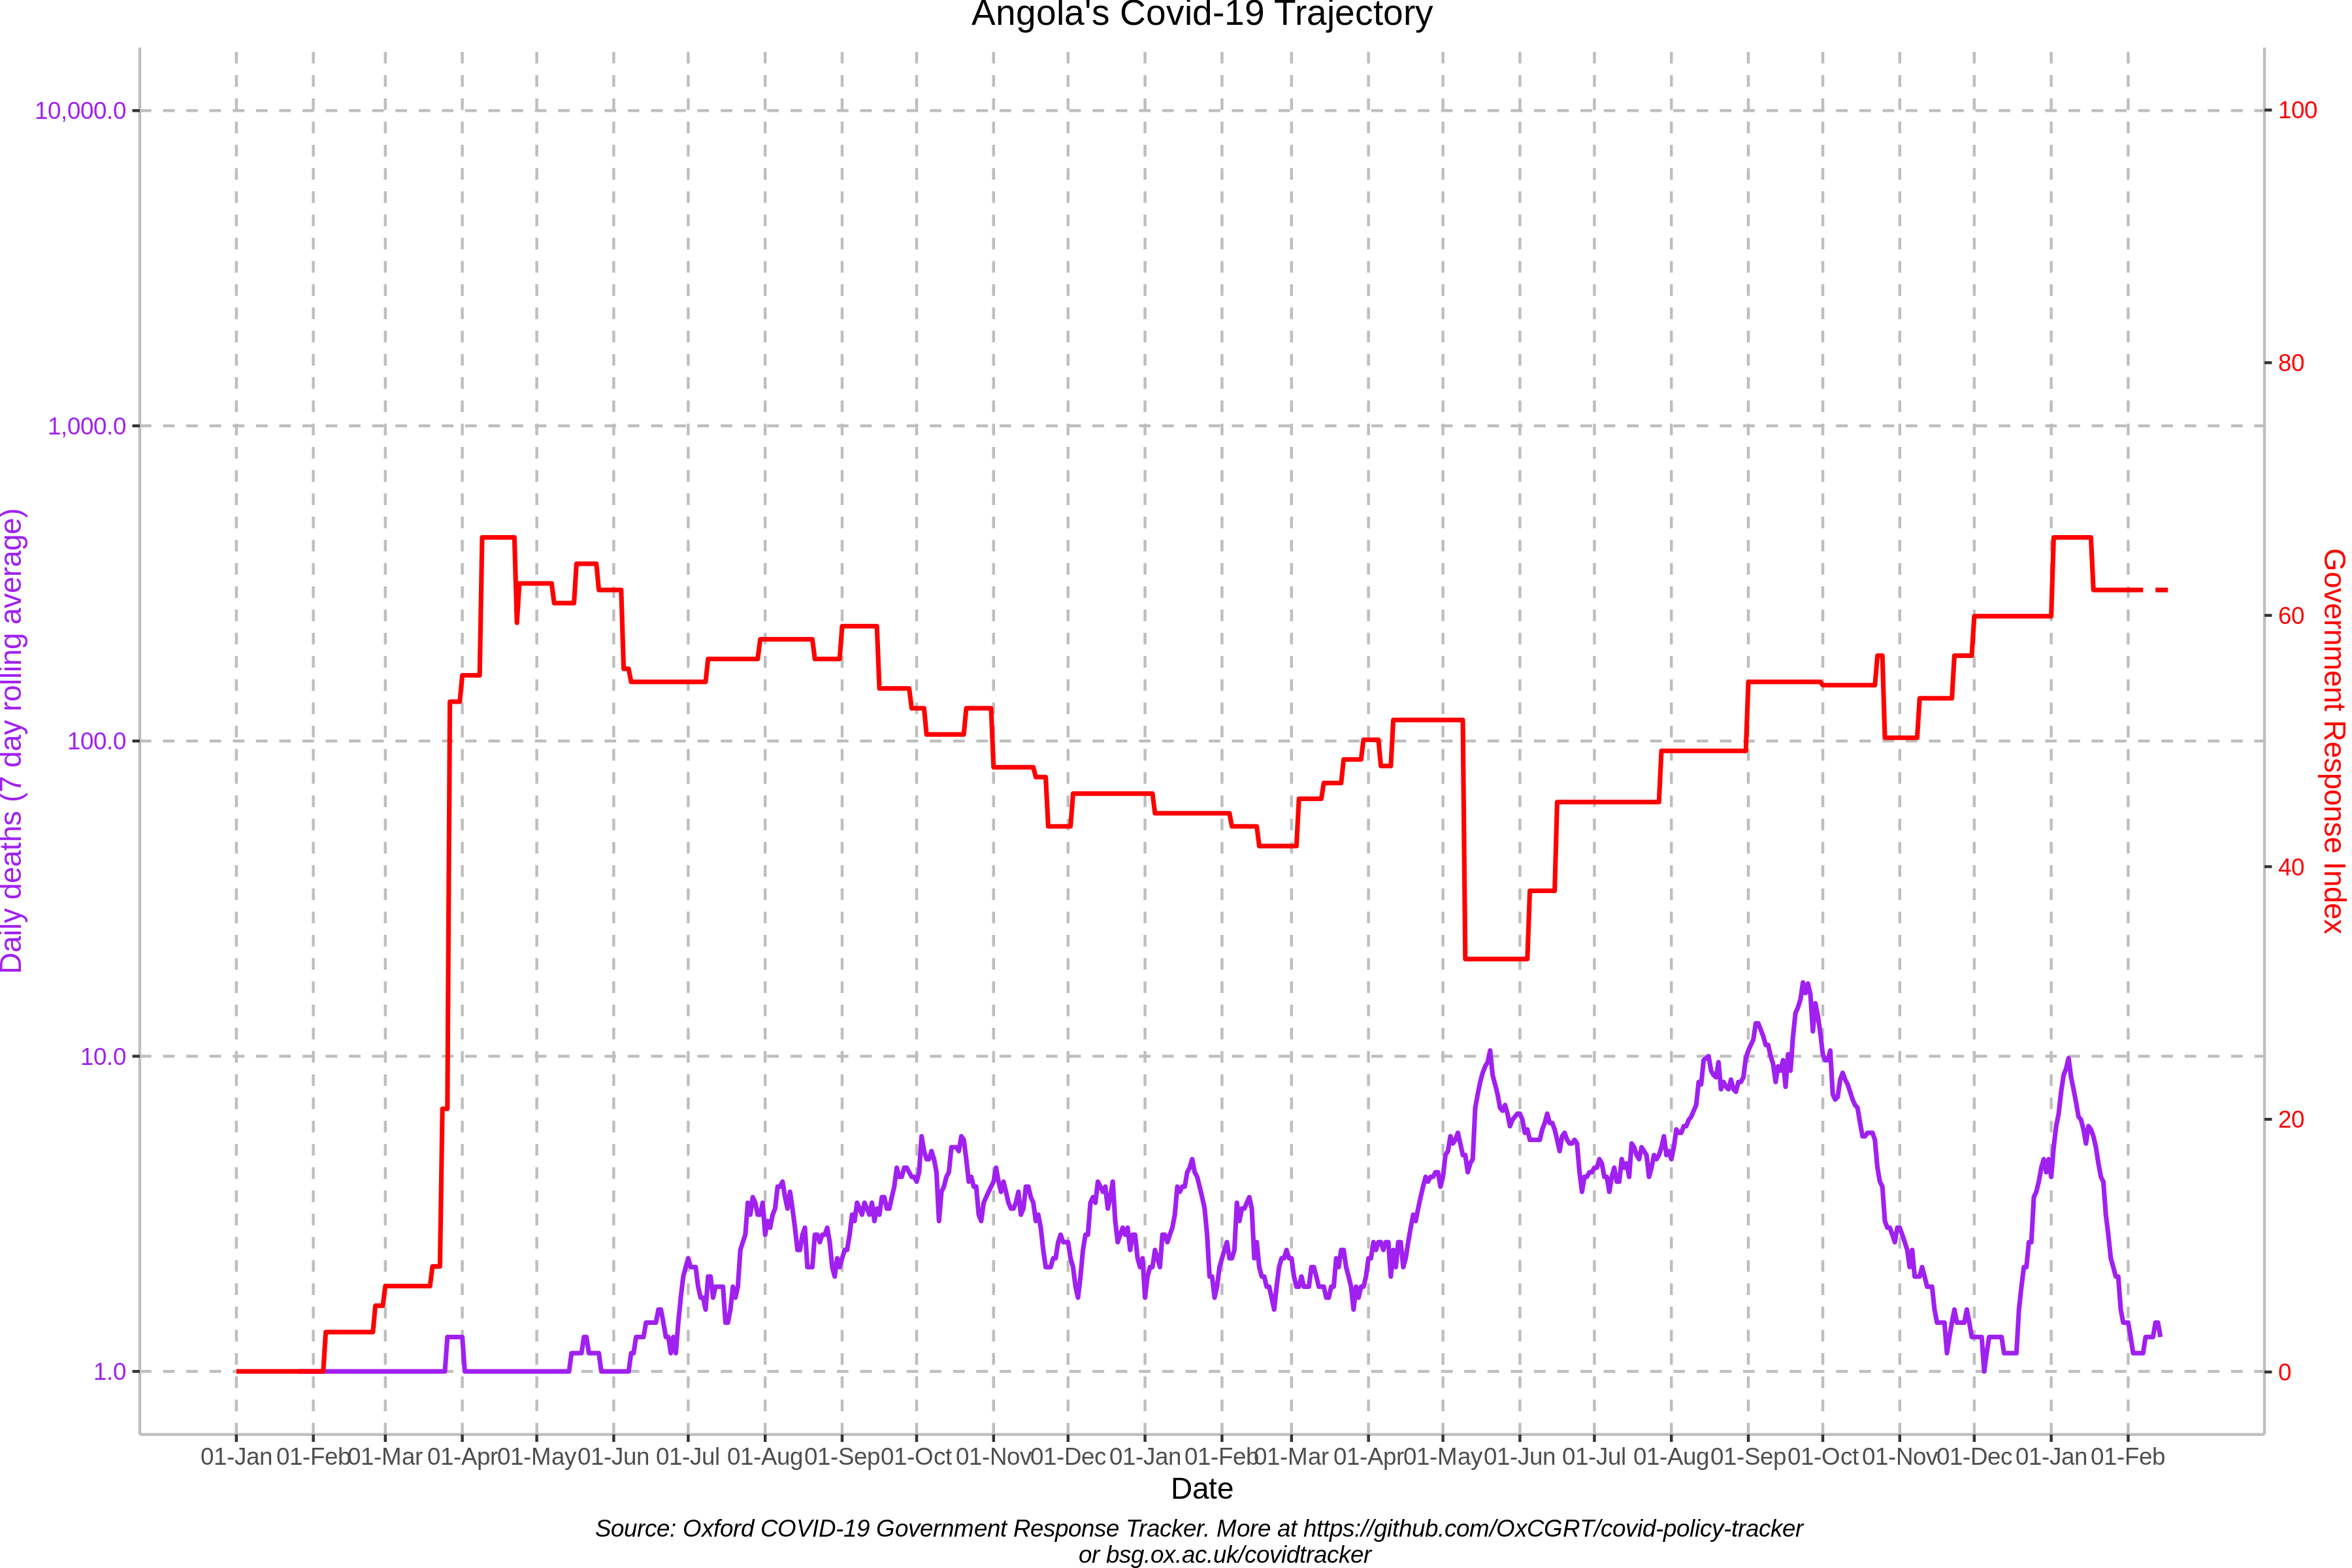 Angola's Covid-19 Trajectory
10,000.0
1,000.0
100.0
10.0
1.0
Daily deaths (7 day rolling average)
100
80
60
40
20
0
Government Response Index
01-Jan 01-Feb 01-Mar 01-Apr 01-May 01-Jun 01-Jul 01-Aug 01-Sep 01-Oct 01-Nov 01-Dec 01-Jan 01-Feb 01-Mar 01-Apr 01-May 01-Jun 01-Jul 01-Aug 01-Sep 01-Oct 01-Nov 01-Dec 01-Jan 01-Feb
Date
Source: Oxford COVID-19 Government Response Tracker. More at https://github.com/OxCGRT/covid-policy-tracker
or bsg.ox.ac.uk/covidtracker